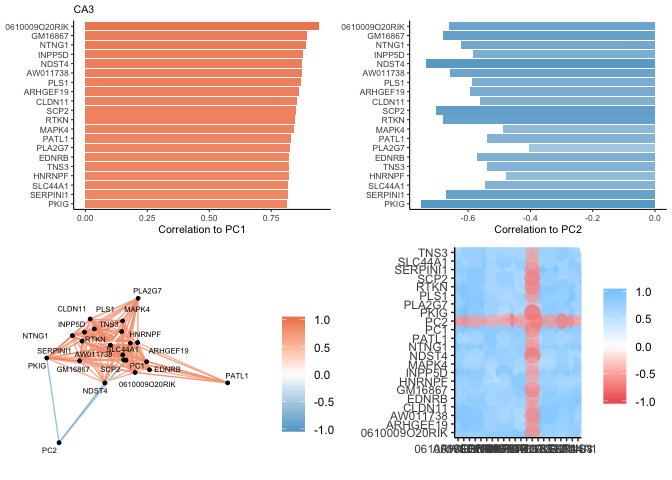 CA3
0610009O20RIK
GM16867
NTNG1
INPP5D
NDST4
AW011738
PLS1
ARHGEF19
CLDN11
SCP2
RTKN
MAPK4
PATL1
PLA2G7
EDNRB
TNS3
HNRNPF
SLC44A1
SERPINI1
PKIG
0.00 0.25 0.50 0.75
Correlation to PC1
0610009O20RIK
GM16867
NTNG1
INPP5D
NDST4
AW011738
PLS1
ARHGEF19
CLDN11
SCP2
RTKN
MAPK4
PATL1
PLA2G7
EDNRB
TNS3
HNRNPF
SLC44A1
SERPINI1
PKIG
-0.6 -0.4 -0.2 0.0
Correlation to PC2
PLA2G7
CLDN11 PLS1 MAPK4
INPP5D TNS3
NTNG1 RTKN HNRNPF
SERPINI1 AW011738 SLC44A1 ARHGEF19
PKIG GM16867 SCP2 PC1 EDNRB
NDST4 0610009O20RIK PATL1
PC2
1.0
0.5
0.0
-0.5
-1.0
TNS3
SLC44A1
SERPINI1
SCP2
RTKN
PLS1
PLA2G7
PKIG
PC2
PC1
PATL1
NTNG1
NDST4
MAPK4
INPP5D
HNRNPF
GM16867
EDNRB
CLDN11
AW011738
ARHGEF19
0610009O20RIK
1.0
0.5
0.0
-0.5
-1.0